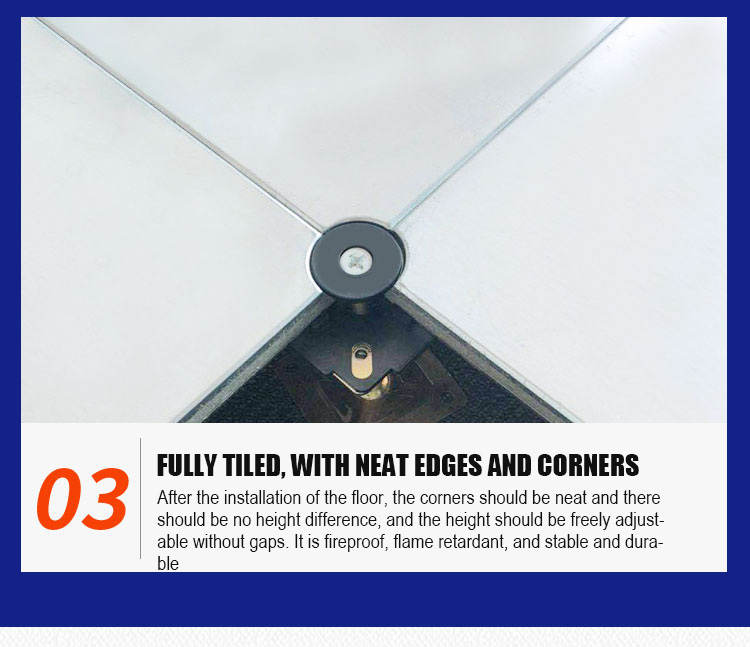 03
FULLY TILED, WITH NEAT EDGES AND CORNERS
After the installation of the floor, the corners should be neat and there
should be no height difference, and the height should be freely adjust-
able without gaps. It is fireproof, flame retardant, and stable and dura-
ble